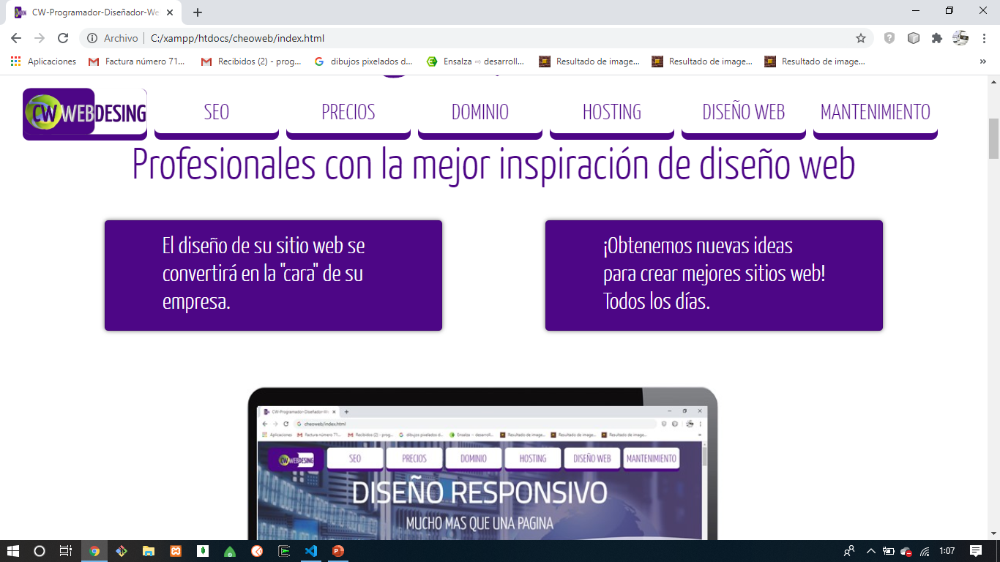 CW-Programador-Diseñador-We
Archivo
C:/xampp/htdocs/cheoweb/index.html
Aplicaciones
Factura número 71...
Recibidos (2) - prog...
dibujos pixelados d...
Ensalza ⇨ desarroll...
Resultado de image...
Resultado de image...
Resultado de image...
»
CWWEBDESING
SEO
PRECIOS
DOMINIO
HOSTING
DISEÑO WEB
MANTENIMIENTO
Profesionales con la mejor inspiración de diseño web
El diseño de su sitio web se
convertirá en la "cara" de su
empresa.
¡Obtenemos nuevas ideas
para crear mejores sitios web!
Todos los días.
CW-Programador-Diseñador-We
cheoweb/index.html
Aplicaciones
Factura número 71...
Recibidos (2) - prog...
dibujos pixelados d...
Ensalza ⇨ desarroll...
Resultado de image...
Resultado de image...
Resultado de image...
»
CWWEBDESING
SEO
PRECIOS
DOMINIO
HOSTING
DISEÑO WEB
MANTENIMIENTO
DISEÑO RESPONSIVO
MUCHO MAS QUE UNA PAGINA
1:07